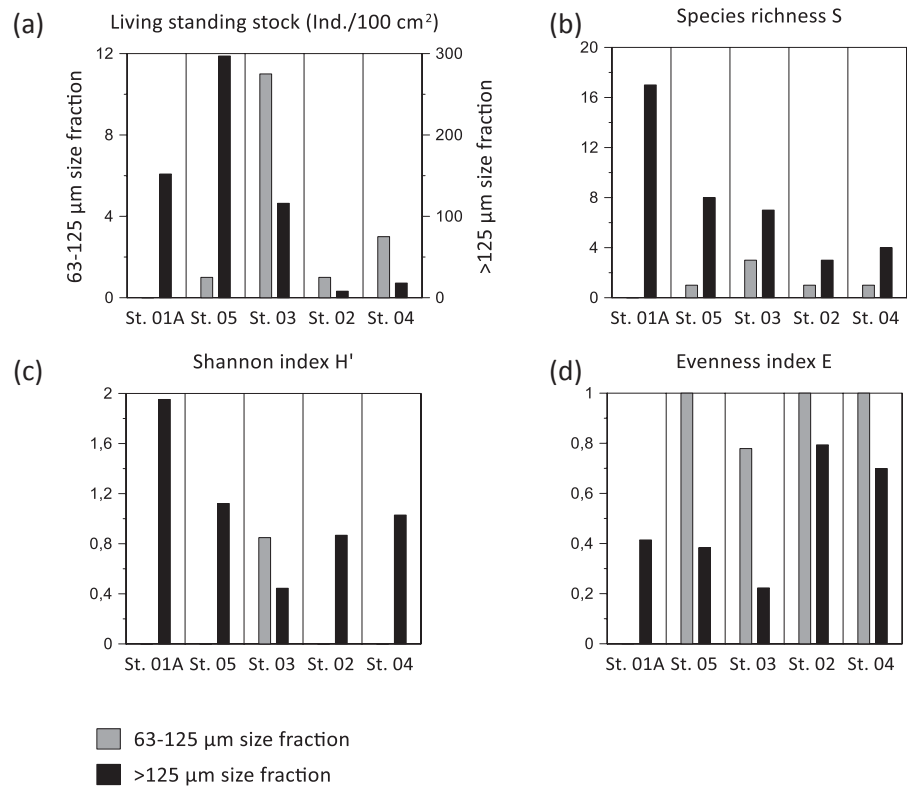 (a)
Living standing stock (Ind./100 cm²)
63-125 µm size fraction
12
8
4
0
300
200
100
0
>125 µm size fraction
St. 01A St. 05 St. 03 St. 02 St. 04
(b)
Species richness S
20
16
12
8
4
0
St. 01A St. 05 St. 03 St. 02 St. 04
(c)
Shannon index H'
2
1,6
1,2
0,8
0,4
0
St. 01A St. 05 St. 03 St. 02 St. 04
(d)
Evenness index E
1
0,8
0,6
0,4
0,2
0
St. 01A St. 05 St. 03 St. 02 St. 04
63-125 µm size fraction
>125 µm size fraction